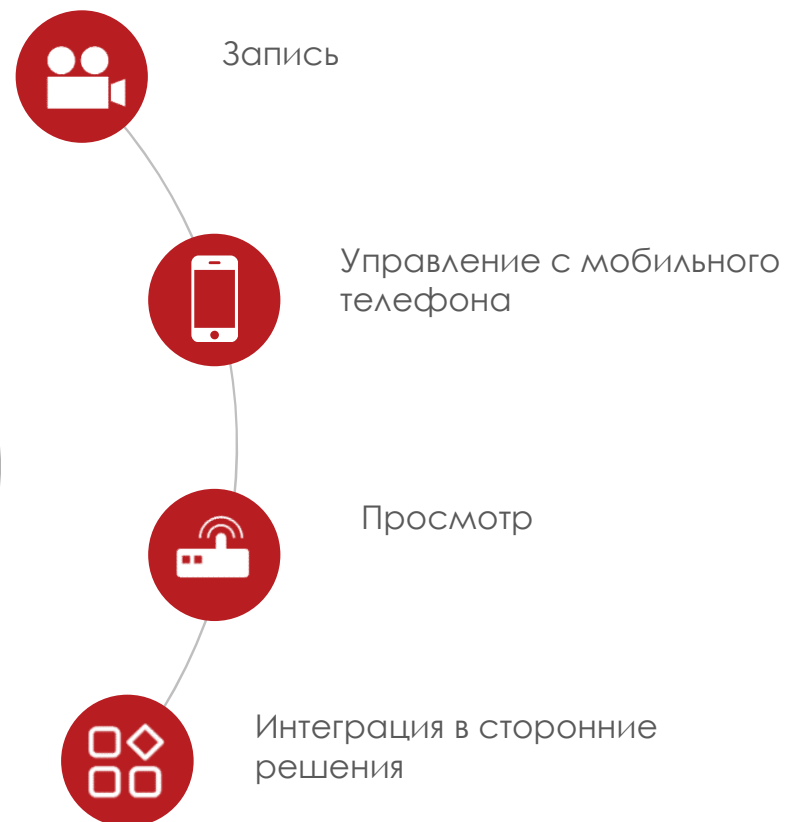 Запись
Управление с мобильного
телефона
Просмотр
Интеграция в сторонние
решения